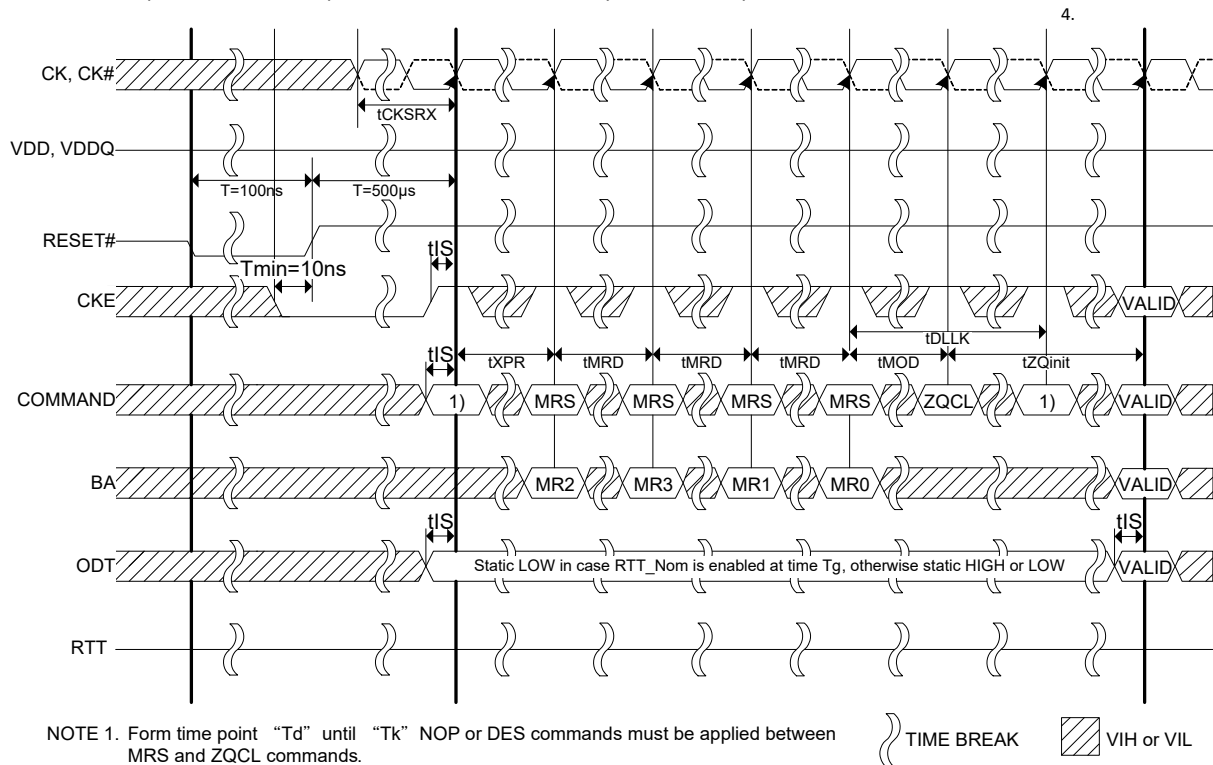 4.
CK, CK#
tCKSRX
VDD, VDDQ
T=100ns
T=500µs
RESET#
tIS
Tmin=10ns
CKE
VALID
tDLLK
tIS
tXPR
tMRD
tMRD
tMRD
tMOD
tZQinit
COMMAND
1)
MRS
MRS
MRS
MRS
ZQCL
1)
VALID
BA
MR2
MR3
MR1
MR0
VALID
tIS
tIS
ODT
Static LOW in case RTT_Nom is enabled at time Tg, otherwise static HIGH or LOW
VALID
RTT
NOTE 1. Form time point “Td” until “Tk” NOP or DES commands must be applied between
MRS and ZQCL commands.
TIME BREAK
VIH or VIL